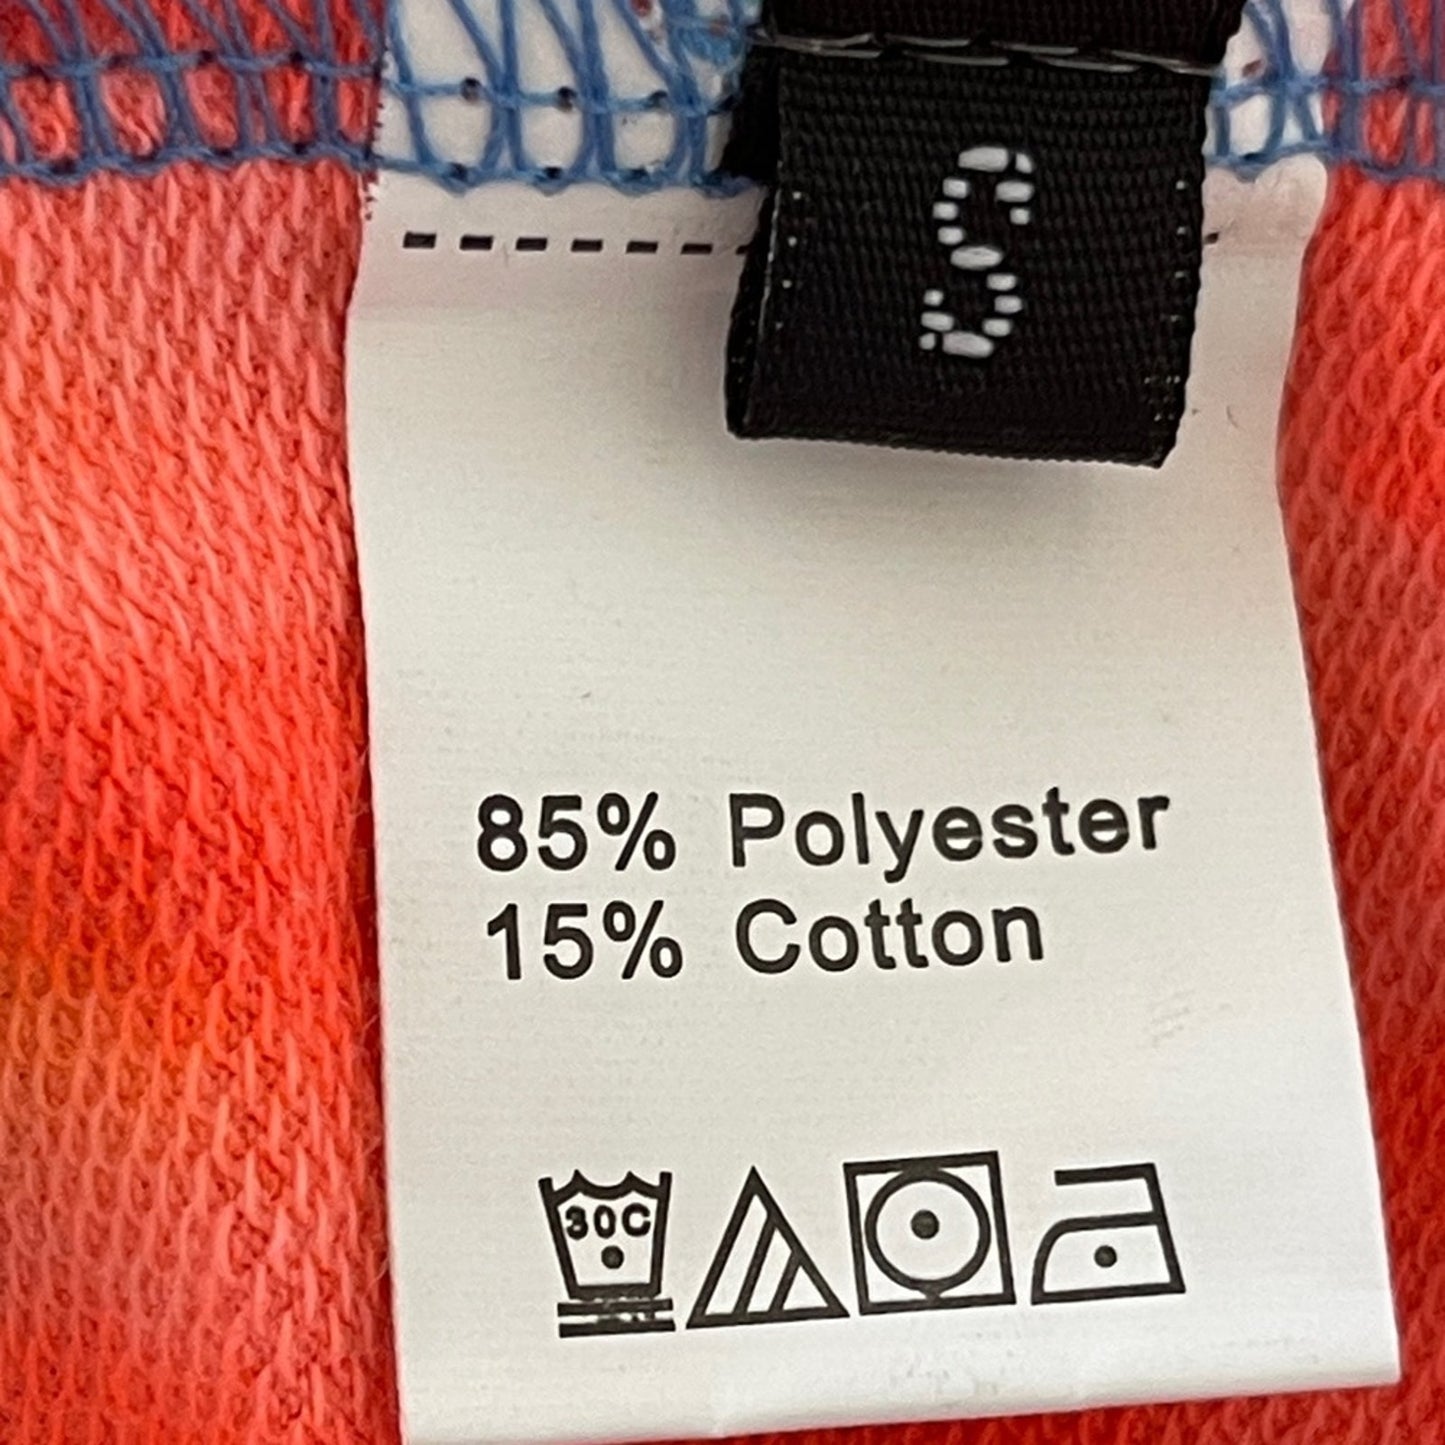 S
85% Polyester
15% Cotton
30C